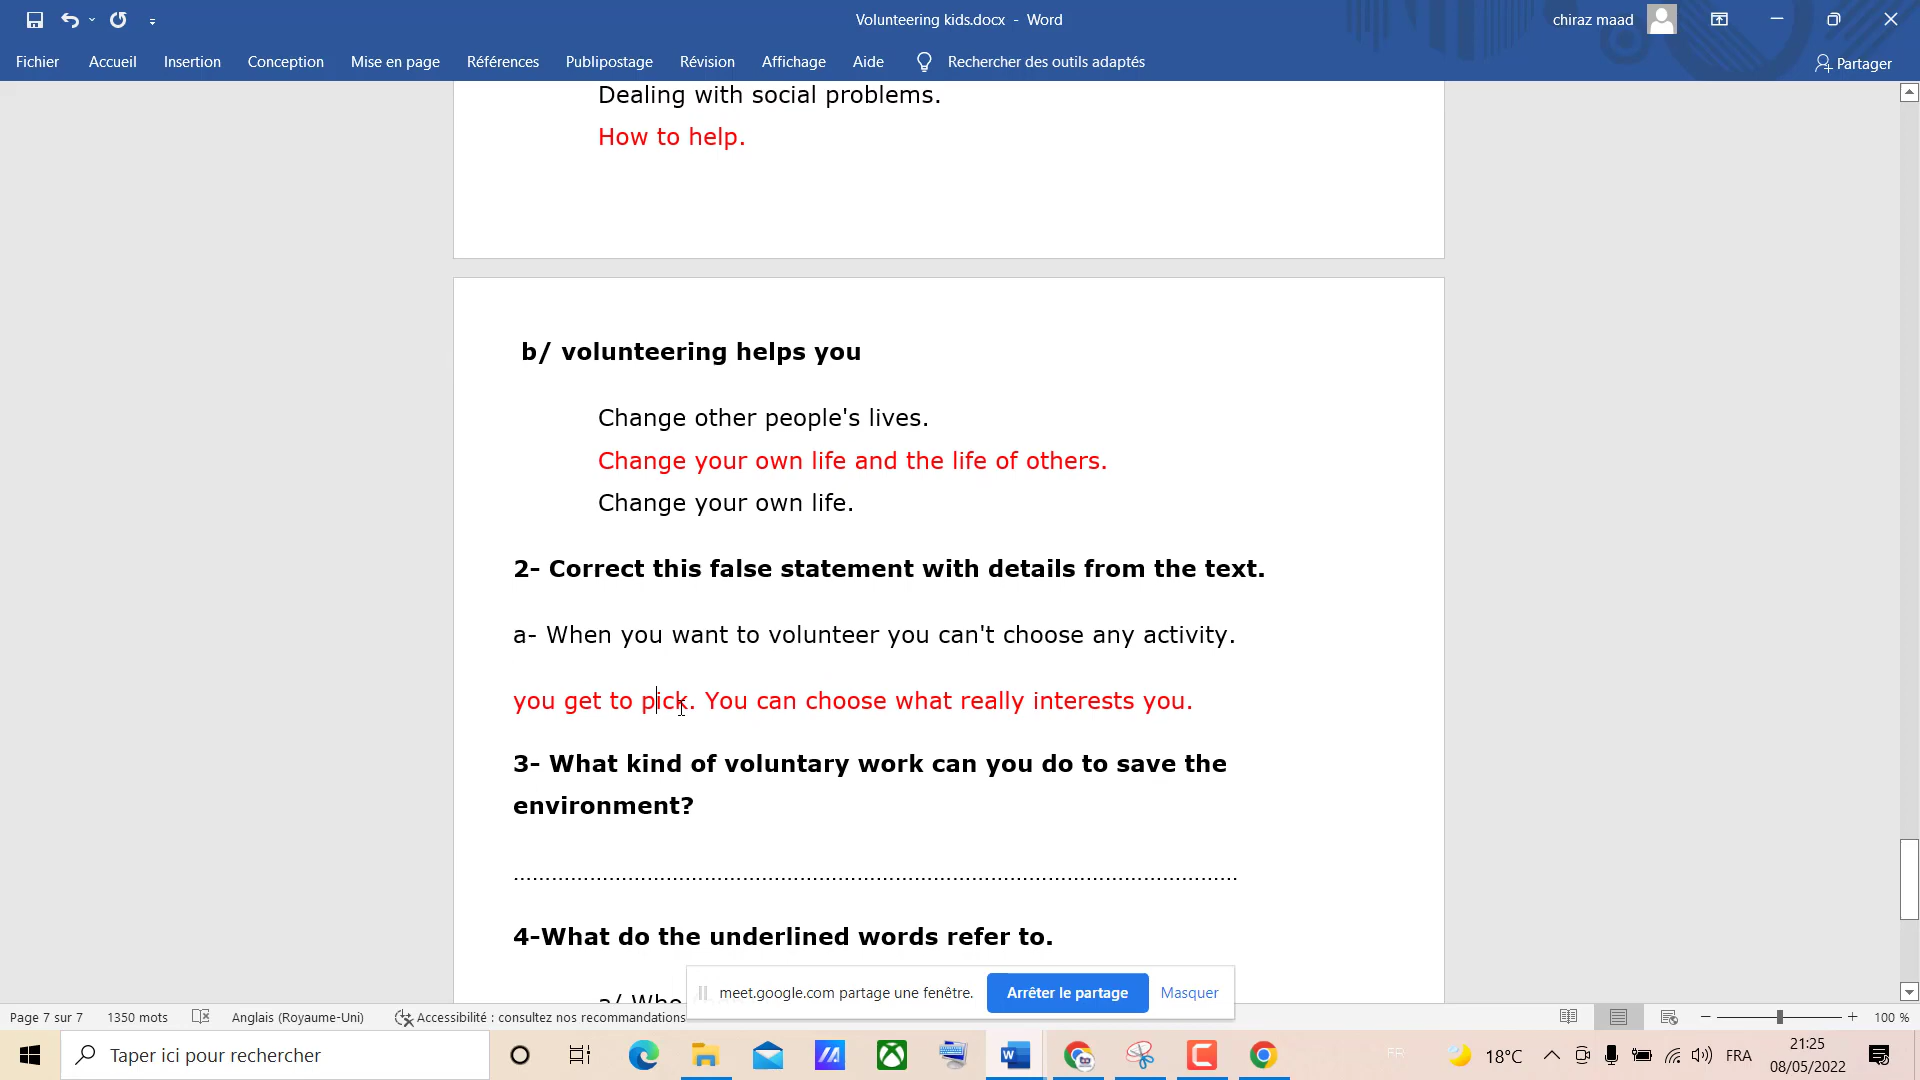 Volunteering kids.docx - Word
chiraz maad
Fichier Accueil Insertion Conception Mise en page Références Publipostage Révision Affichage Aide Rechercher des outils adaptés Partager
Dealing with social problems.
How to help.
b/ volunteering helps you
Change other people's lives.
Change your own life and the life of others.
Change your own life.
2- Correct this false statement with details from the text.
a- When you want to volunteer you can't choose any activity.
you get to pick. You can choose what really interests you.
3- What kind of voluntary work can you do to save the
environment?
........................................................................................................
4-What do the underlined words refer to.
a/ Who
meet.google.com partage une fenêtre. Arrêter le partage Masquer
Page 7 sur 7 1350 mots Anglais (Royaume-Uni) Accessibilité : consultez nos recommandations 100 %
Taper ici pour rechercher
FR 18°C FRA
21:25
08/05/2022